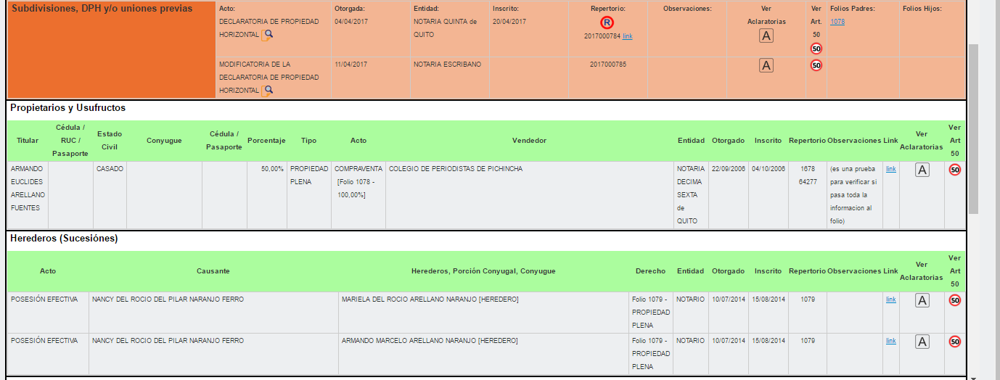 Subdivisiones, DPH y/o uniones previas
Acto: Otorgada: Entidad: Inscrito: Repertorio: Observaciones: Ver Aclaratorias Ver Art. 50 Folios Padres: Folios Hijos:
DECLARATORIA DE PROPIEDAD HORIZONTAL 04/04/2017 NOTARIA QUINTA de QUITO 20/04/2017 R 2017000784 link A 50 1078
MODIFICATORIA DE LA DECLARATORIA DE PROPIEDAD HORIZONTAL 11/04/2017 NOTARIA ESCRIBANO 2017000785 A 50
Propietarios y Usufructos
Titular Cédula / RUC / Pasaporte Estado Civil Conyugue Cédula / Pasaporte Porcentaje Tipo Acto Vendedor Entidad Otorgado Inscrito Repertorio Observaciones Link Ver Aclaratorias Ver Art 50
ARMANDO EUCLIDES ARELLANO FUENTES CASADO 50,00% PROPIEDAD PLENA COMPRAVENTA [Folio 1078 - 100,00%] COLEGIO DE PERIODISTAS DE PICHINCHA NOTARIA DECIMA SEXTA de QUITO 22/09/2006 04/10/2006 1678 64277 (es una prueba para verificar si pasa toda la informacion al folio) link A 50
Herederos (Sucesiónes)
Acto Causante Herederos, Porción Conyugal, Conyugue Derecho Entidad Otorgado Inscrito Repertorio Observaciones Link Ver Aclaratorias Ver Art 50
POSESIÓN EFECTIVA NANCY DEL ROCIO DEL PILAR NARANJO FERRO MARIELA DEL ROCIO ARELLANO NARANJO [HEREDERO] Folio 1079 - PROPIEDAD PLENA NOTARIO 10/07/2014 15/08/2014 1079 link A 50
POSESIÓN EFECTIVA NANCY DEL ROCIO DEL PILAR NARANJO FERRO ARMANDO MARCELO ARELLANO NARANJO [HEREDERO] Folio 1079 - PROPIEDAD PLENA NOTARIO 10/07/2014 15/08/2014 1079 link A 50